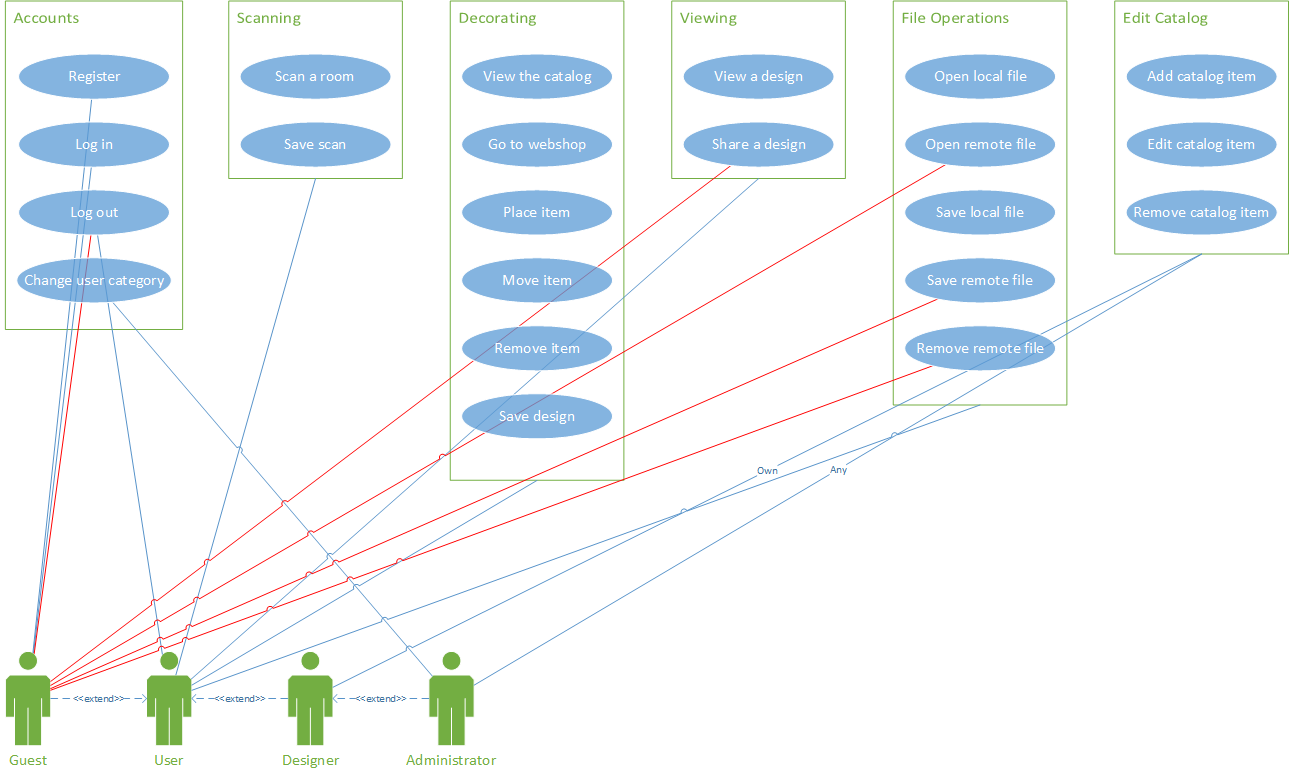 Accounts
Register
Log in
Log out
Change user category
Scanning
Scan a room
Save scan
Decorating
View the catalog
Go to webshop
Place item
Move item
Remove item
Save design
Viewing
View a design
Share a design
File Operations
Open local file
Open remote file
Save local file
Save remote file
Remove remote file
Edit Catalog
Add catalog item
Edit catalog item
Remove catalog item
Own
Any
<<extend>>
<<extend>>
<<extend>>
Guest
User
Designer
Administrator